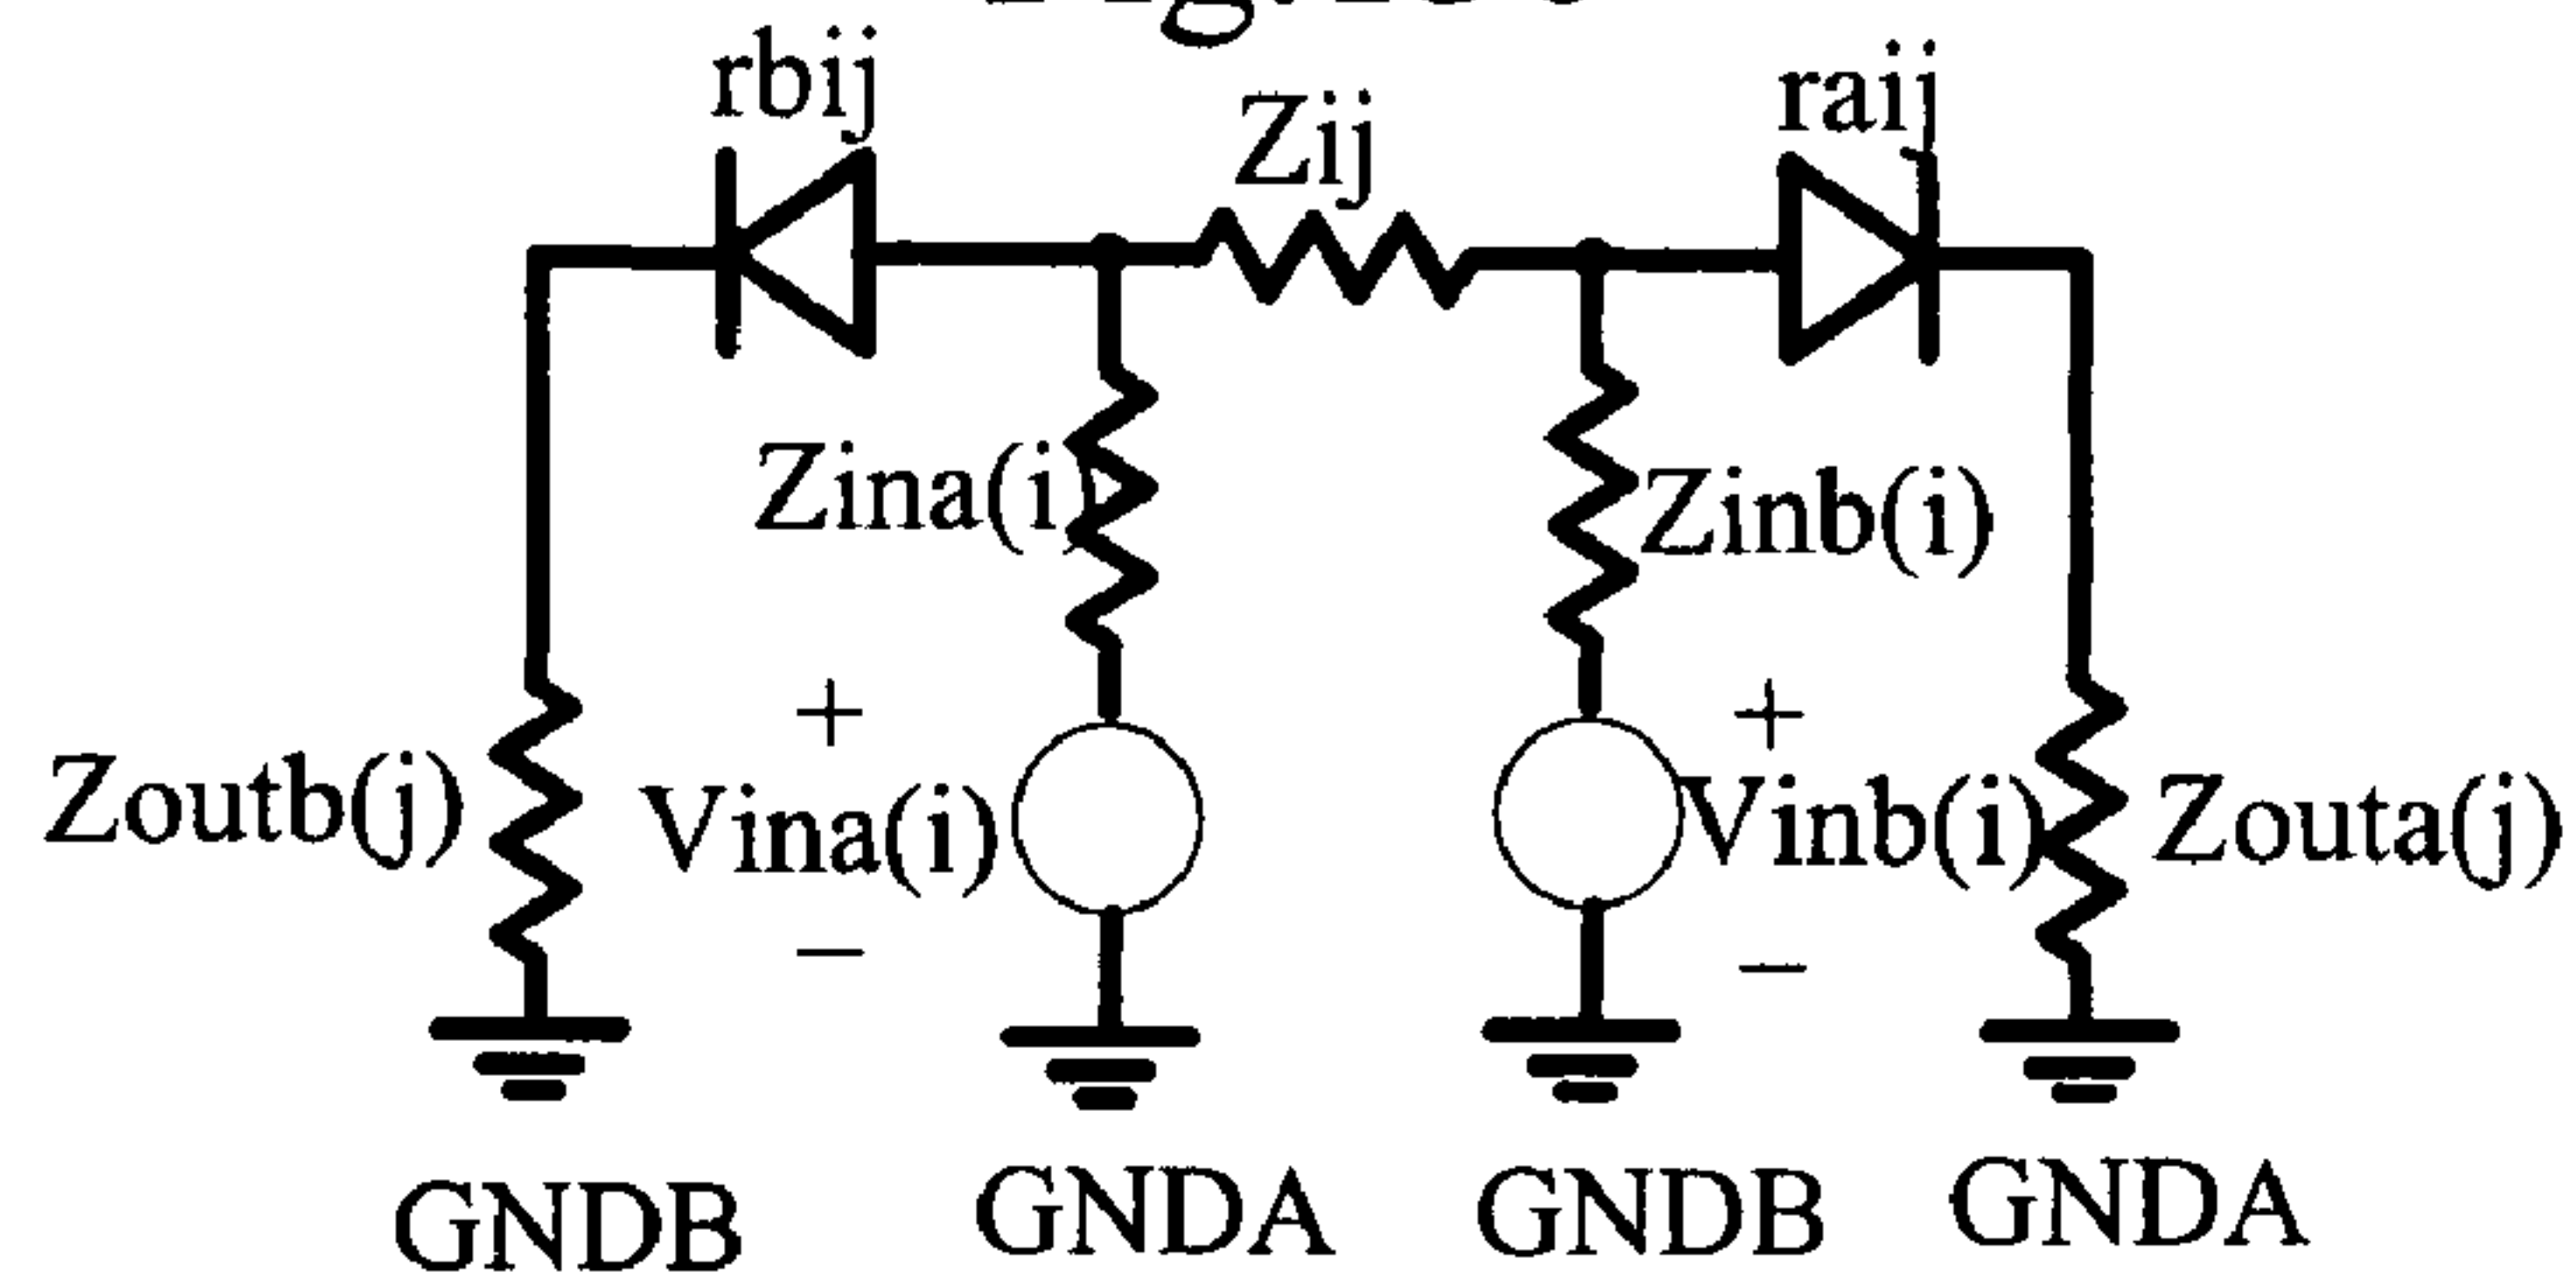 rbij
Zij
raij
Zina(i)
Zinb(i)
+
+
Zoutb(j)
Vina(i)
Vinb(i)
Zouta(j)
−
−
GNDB
GNDA
GNDB
GNDA